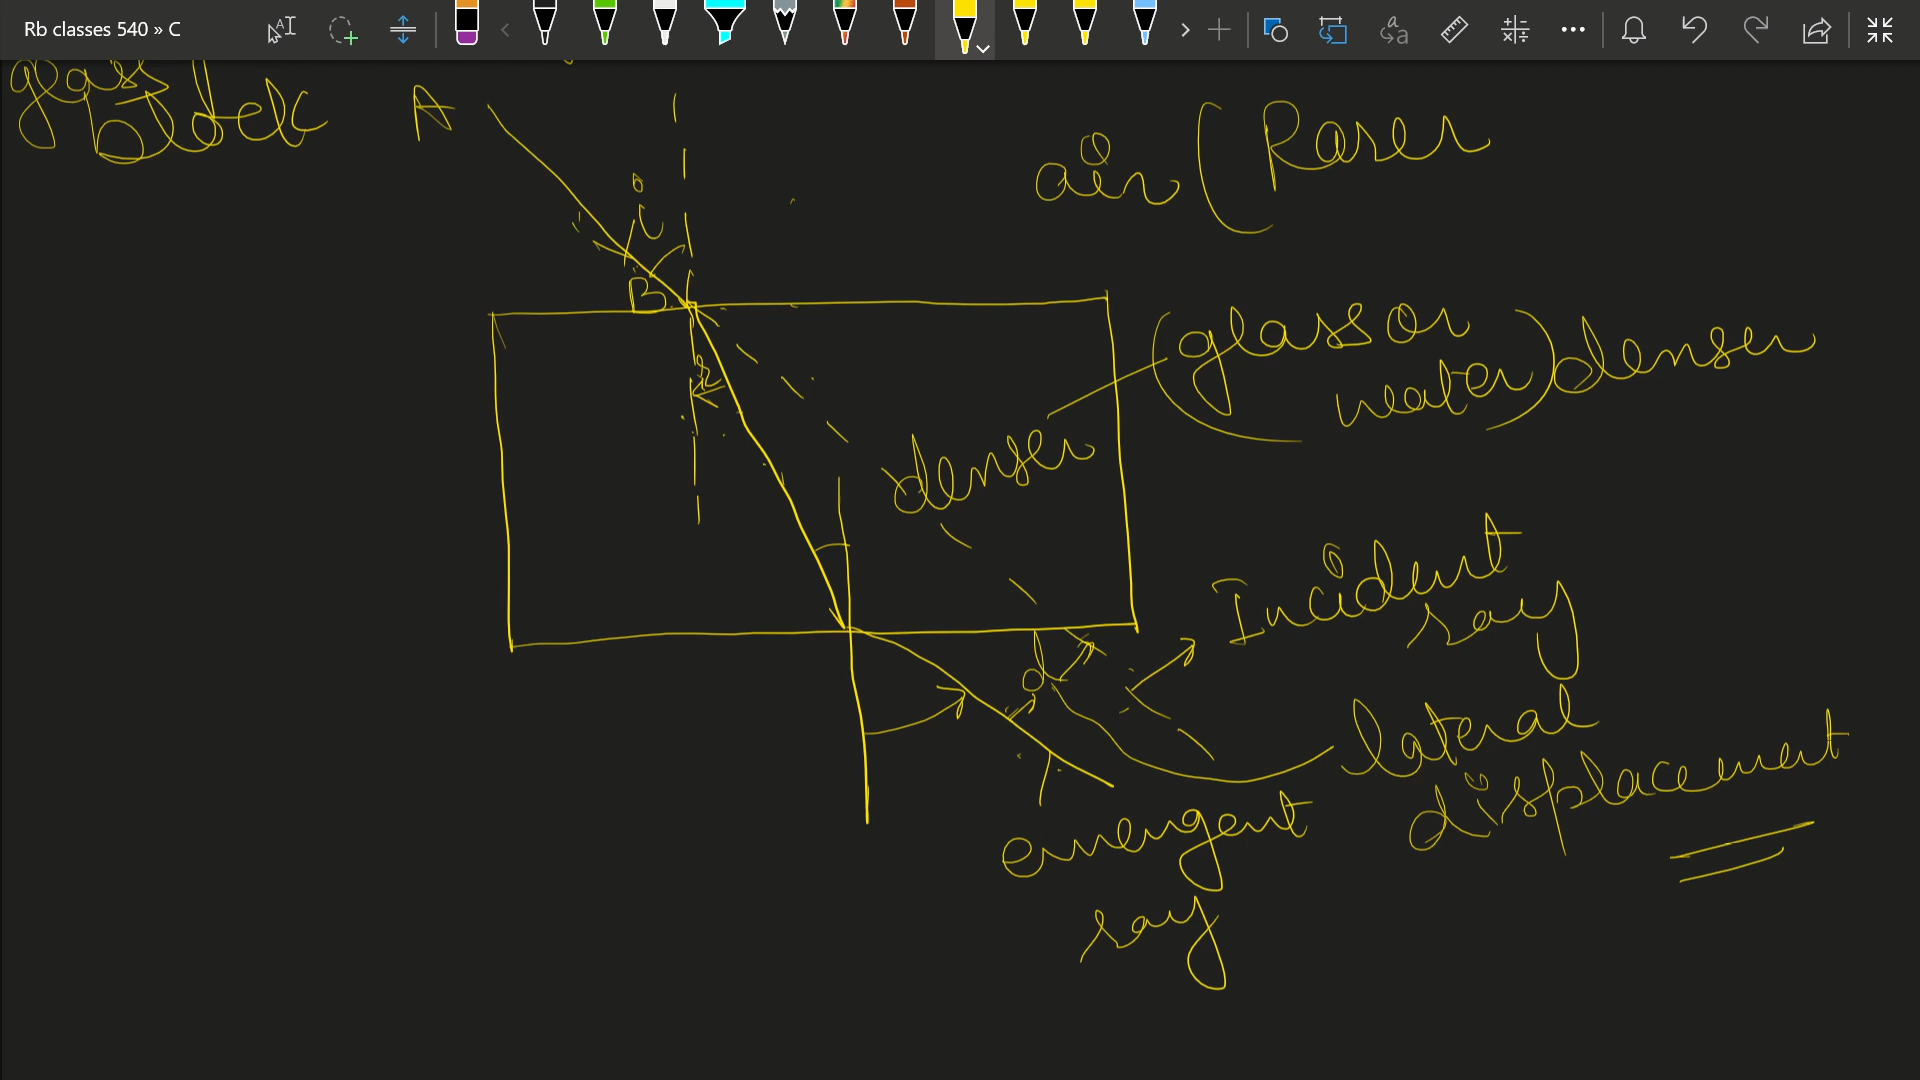 Rb classes 540 » C
glass
block
A
air (Rarer
i
B
r
(glass or
water) denser
denser
Incident
ray
d
lateral
displacement
emergent
ray